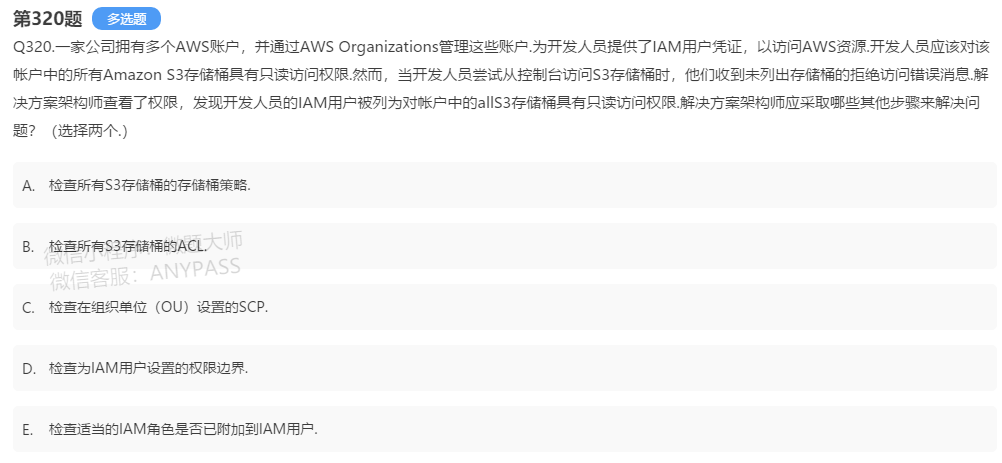 第320题 多选题
Q320.一家公司拥有多个AWS账户，并通过AWS Organizations管理这些账户.为开发人员提供了IAM用户凭证，以访问AWS资源.开发人员应该对该
帐户中的所有Amazon S3存储桶具有只读访问权限.然而，当开发人员尝试从控制台访问S3存储桶时，他们收到未列出存储桶的拒绝访问错误消息.解
决方案架构师查看了权限，发现开发人员的IAM用户被列为对帐户中的allS3存储桶具有只读访问权限.解决方案架构师应采取哪些其他步骤来解决问
题？（选择两个.）
A. 检查所有S3存储桶的存储桶策略.
B. 检查所有S3存储桶的ACL.
微信小程序：微题大师
微信客服：ANYPASS
C. 检查在组织单位（OU）设置的SCP.
D. 检查为IAM用户设置的权限边界.
E. 检查适当的IAM角色是否已附加到IAM用户.